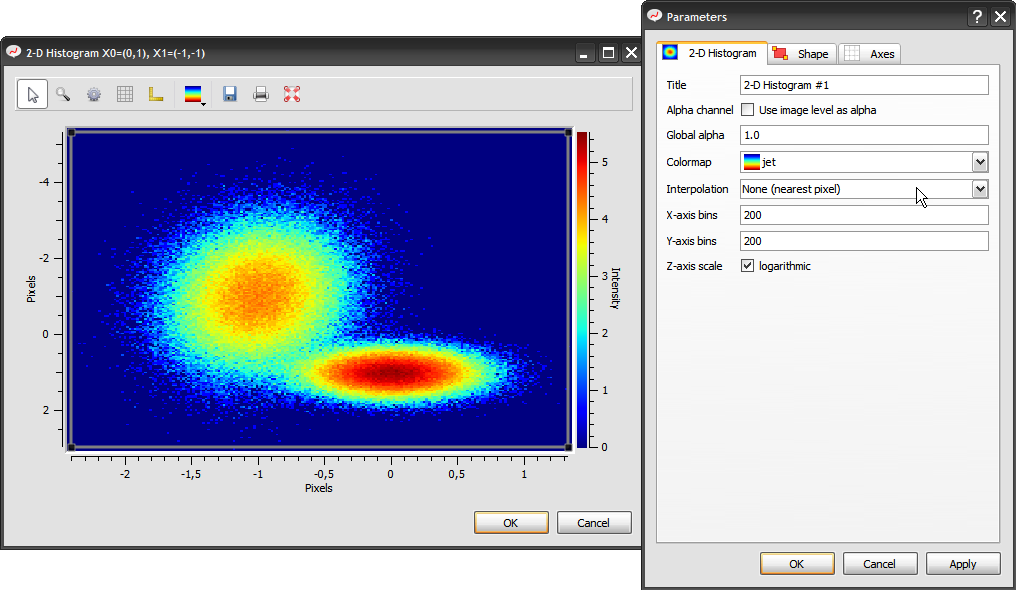 2-D Histogram X0=(0,1), X1=(-1,-1)
-4
-2
0
2
Pixels
-2
-1,5
-1
-0,5
0
0,5
1
Pixels
5
4
3
2
1
0
Intensity
OK
Cancel
Parameters
2-D Histogram
Shape
Axes
Title
2-D Histogram #1
Alpha channel
Use image level as alpha
Global alpha
1.0
Colormap
jet
Interpolation
None (nearest pixel)
X-axis bins
200
Y-axis bins
200
Z-axis scale
logarithmic
OK
Cancel
Apply